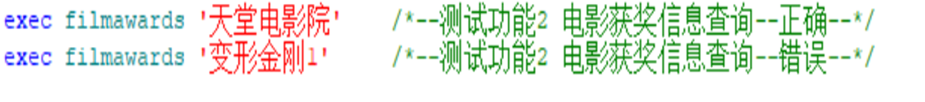 exec filmawards '天堂电影院' /*--测试功能2 电影获奖信息查询--正确--*/
exec filmawards '变形金刚1' /*--测试功能2 电影获奖信息查询--错误--*/